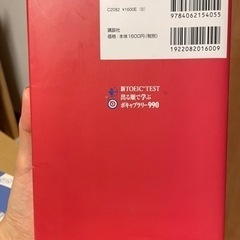 C2082 ¥1600E (0)
講談社
価格:本体1600円(税別)
9784062154055
1922082016009
新TOEIC®TEST
出る順で学ぶ
ボキャブラリー990